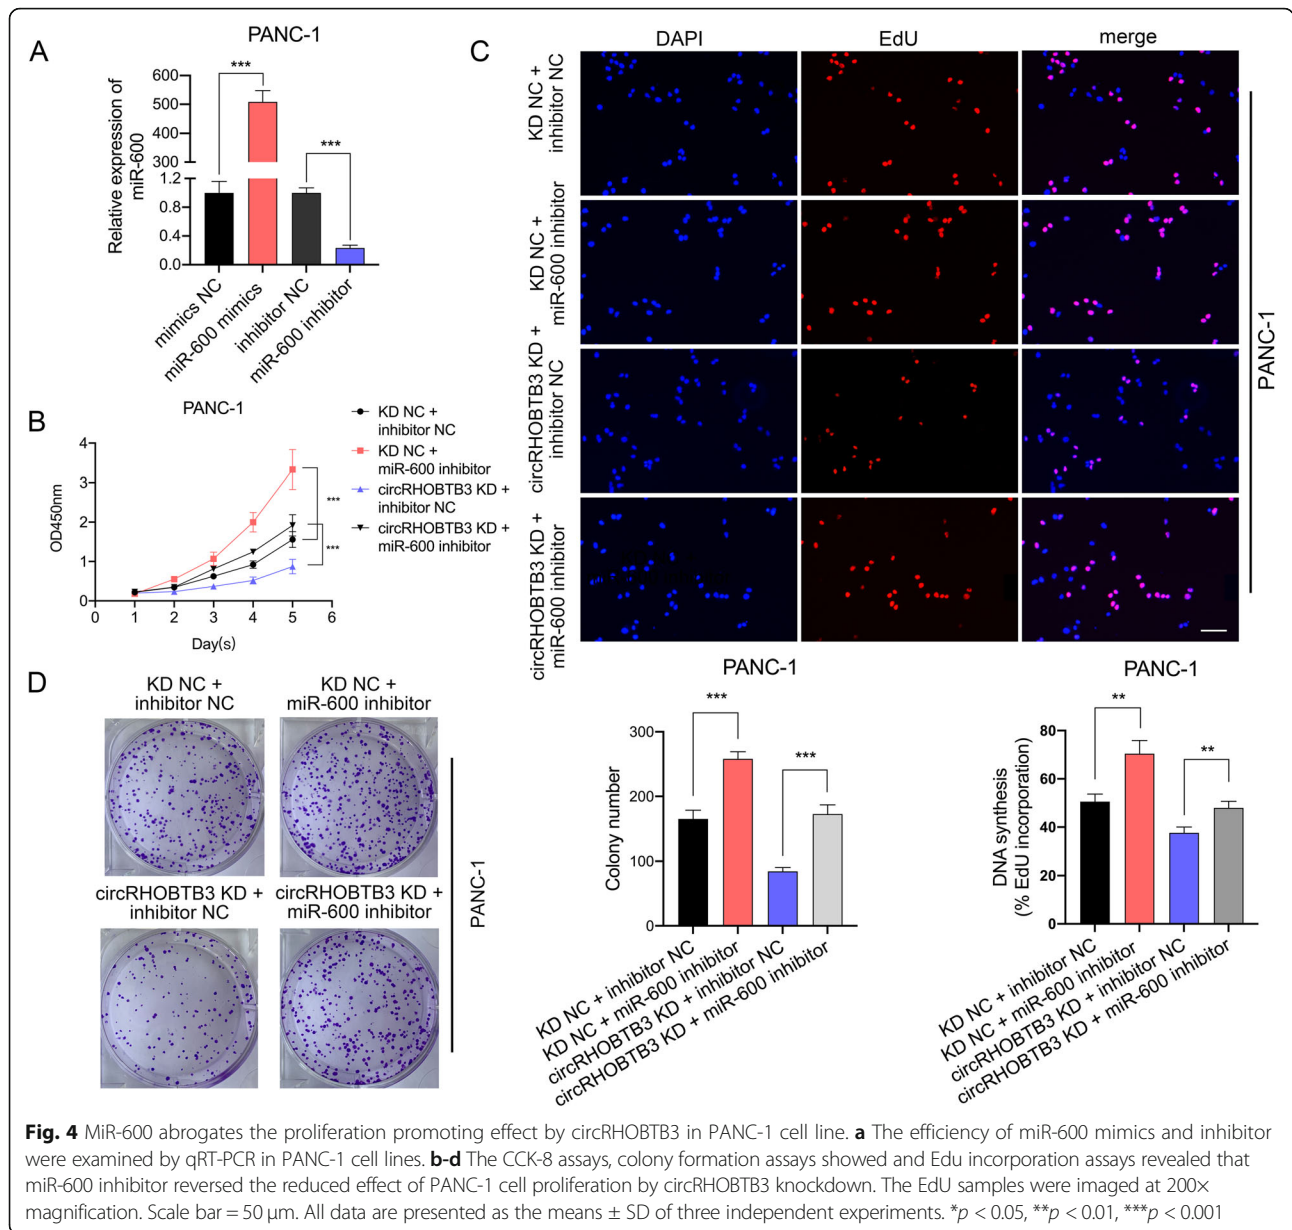 A
PANC-1
Relative expression of
miR-600
600
500
400
300
1.2
0.8
0.4
0.0
***
***
mimics NC
miR-600 mimics
inhibitor NC
miR-600 inhibitor
B
PANC-1
KD NC +
inhibitor NC
KD NC +
miR-600 inhibitor
circRHOBTB3 KD +
inhibitor NC
circRHOBTB3 KD +
miR-600 inhibitor
OD450nm
4
3
2
1
0
0 1 2 3 4 5 6
Day(s)
***
***
C
DAPI EdU merge
KD NC +
inhibitor NC
KD NC +
miR-600 inhibitor
circRHOBTB3 KD +
inhibitor NC
circRHOBTB3 KD +
miR-600 inhibitor
PANC-1
D
KD NC +
inhibitor NC
KD NC +
miR-600 inhibitor
circRHOBTB3 KD +
inhibitor NC
circRHOBTB3 KD +
miR-600 inhibitor
PANC-1
PANC-1
Colony number
300
200
100
0
***
***
KD NC + inhibitor NC
KD NC + miR-600 inhibitor
circRHOBTB3 KD + inhibitor NC
circRHOBTB3 KD + miR-600 inhibitor
PANC-1
DNA synthesis
(% EdU incorporation)
80
60
40
20
0
**
**
KD NC + inhibitor NC
KD NC + miR-600 inhibitor
circRHOBTB3 KD + inhibitor NC
circRHOBTB3 KD + miR-600 inhibitor
Fig. 4 MiR-600 abrogates the proliferation promoting effect by circRHOBTB3 in PANC-1 cell line. a The efficiency of miR-600 mimics and inhibitor
were examined by qRT-PCR in PANC-1 cell lines. b-d The CCK-8 assays, colony formation assays showed and Edu incorporation assays revealed that
miR-600 inhibitor reversed the reduced effect of PANC-1 cell proliferation by circRHOBTB3 knockdown. The EdU samples were imaged at 200×
magnification. Scale bar = 50 μm. All data are presented as the means ± SD of three independent experiments. *p < 0.05, **p < 0.01, ***p < 0.001